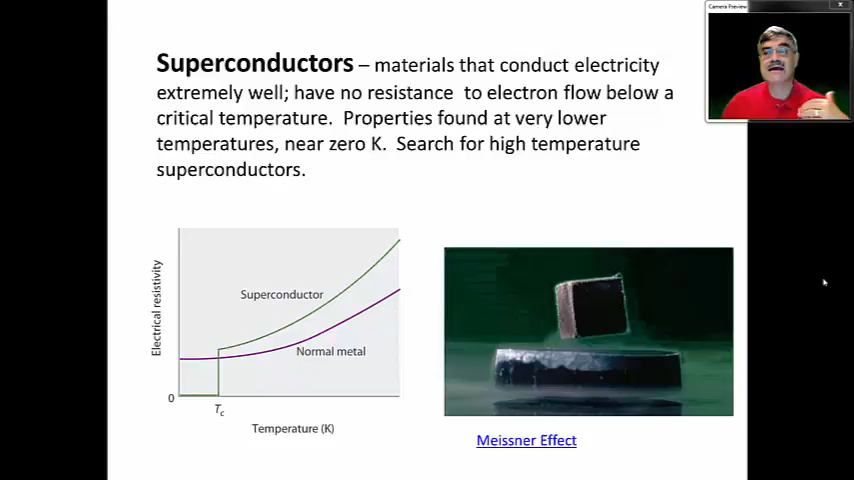 Camera Preview
Superconductors – materials that conduct electricity
extremely well; have no resistance to electron flow below a
critical temperature. Properties found at very lower
temperatures, near zero K. Search for high temperature
superconductors.
Electrical resistivity
Superconductor
Normal metal
0
Tc
Temperature (K)
Meissner Effect